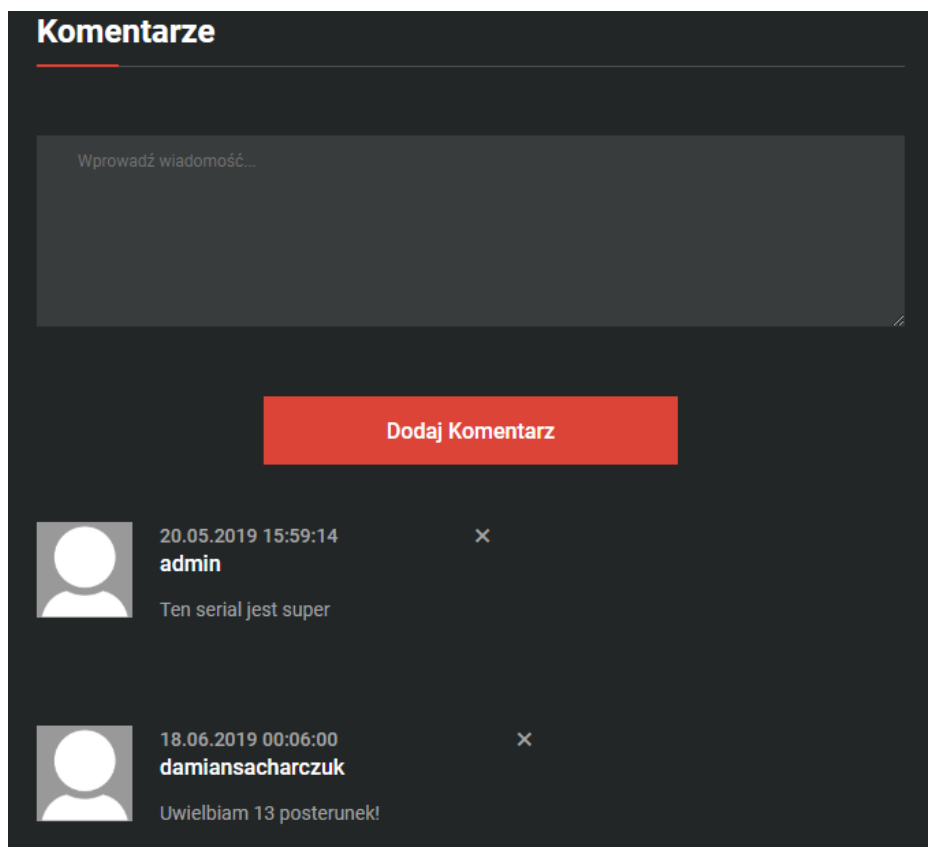 Komentarze
Wprowadź wiadomość...
Dodaj Komentarz
20.05.2019 15:59:14
admin
Ten serial jest super
18.06.2019 00:06:00
damiansacharczuk
Uwielbiam 13 posterunek!